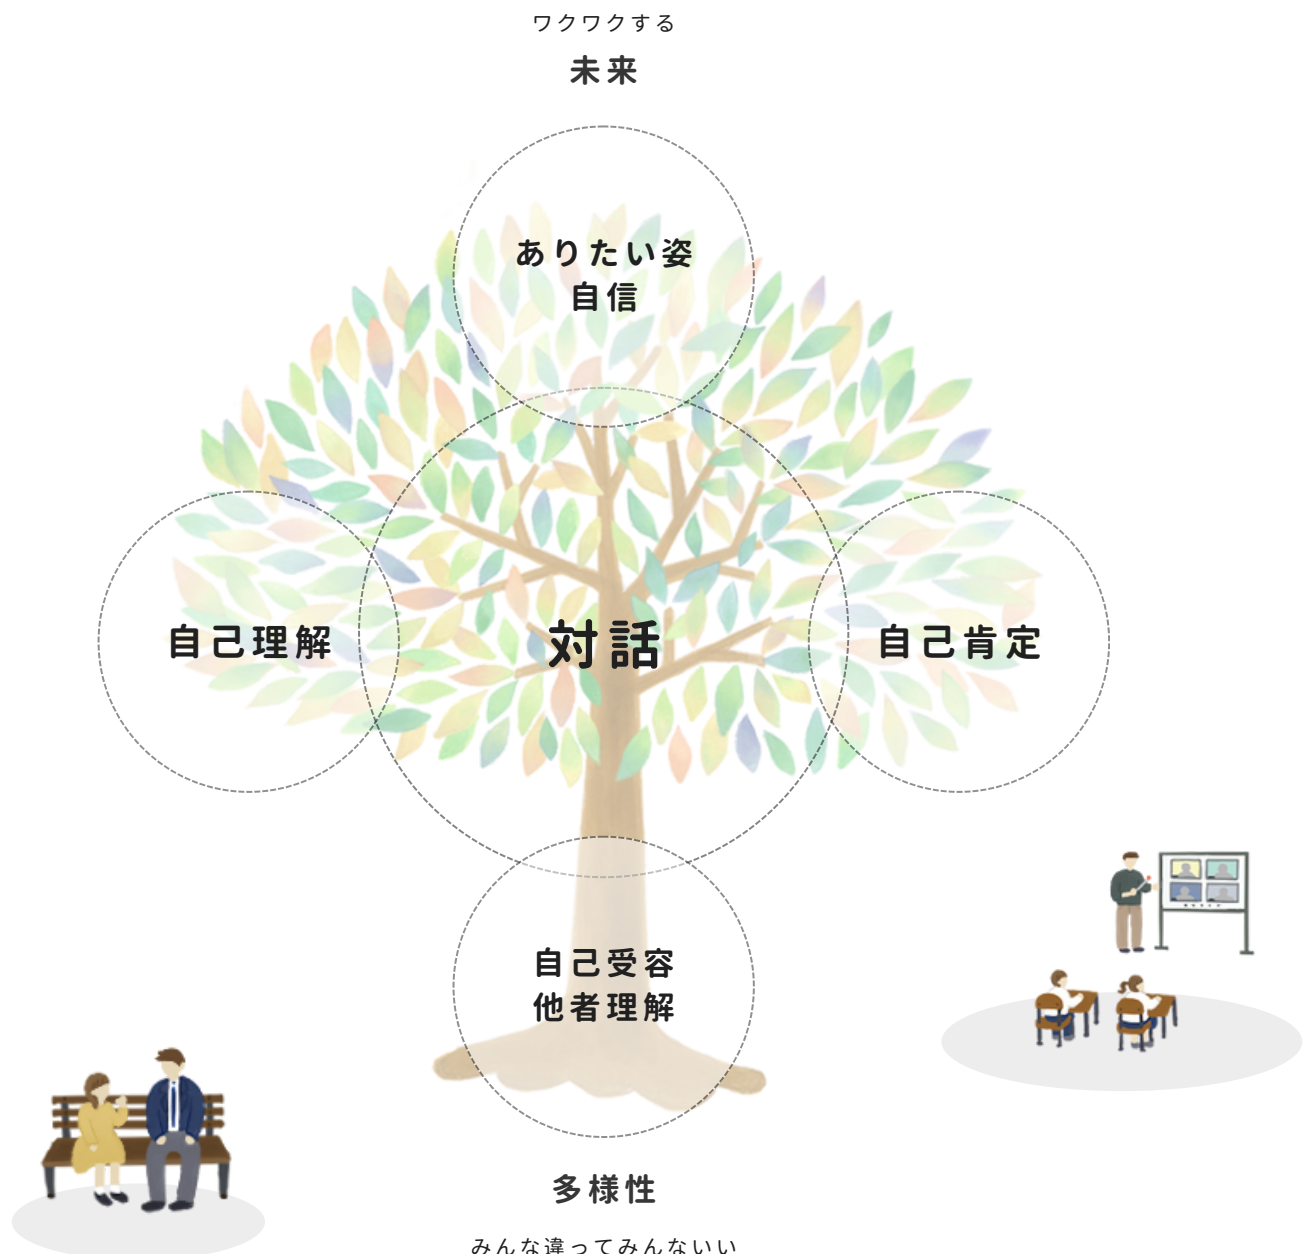 ワクワクする
未来
ありたい姿
自信
自己理解
対話
自己肯定
自己受容
他者理解
多様性
みんな違ってみんないい